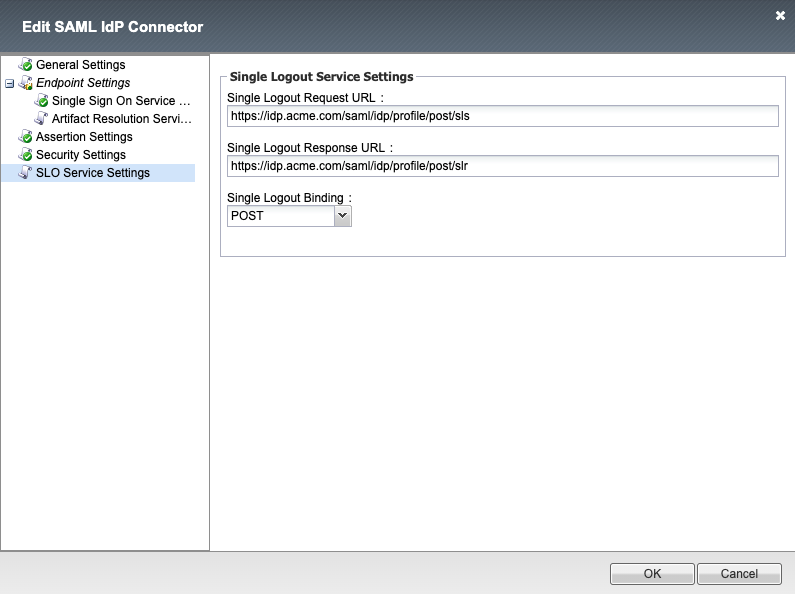 Edit SAML IdP Connector
General Settings
Endpoint Settings
Single Sign On Service ...
Artifact Resolution Servi...
Assertion Settings
Security Settings
SLO Service Settings
Single Logout Service Settings
Single Logout Request URL :
https://idp.acme.com/saml/idp/profile/post/sls
Single Logout Response URL :
https://idp.acme.com/saml/idp/profile/post/slr
Single Logout Binding :
POST
OK
Cancel